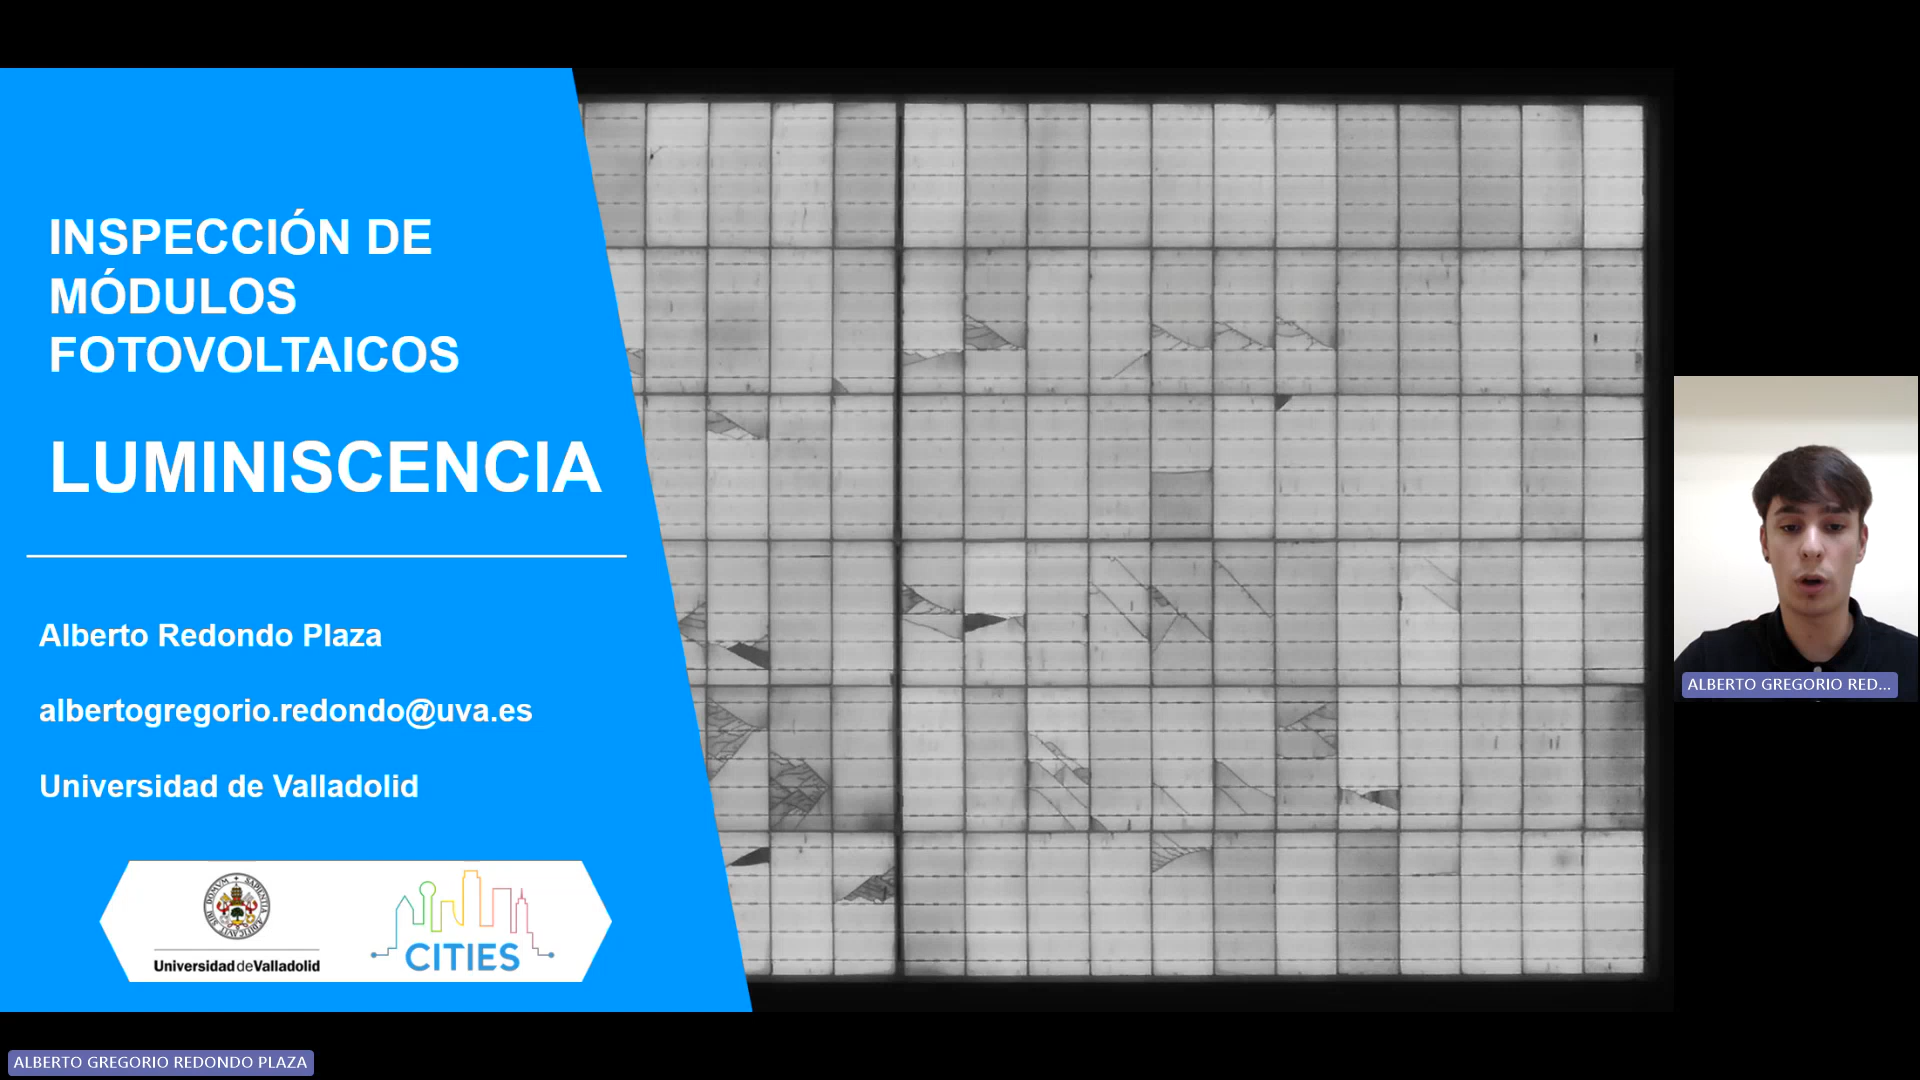 INSPECCIÓN DE
MÓDULOS
FOTOVOLTAICOS
LUMINISCENCIA
Alberto Redondo Plaza
albertogregorio.redondo@uva.es
Universidad de Valladolid
Universidad de Valladolid
CITIES
ALBERTO GREGORIO RED...
ALBERTO GREGORIO REDONDO PLAZA